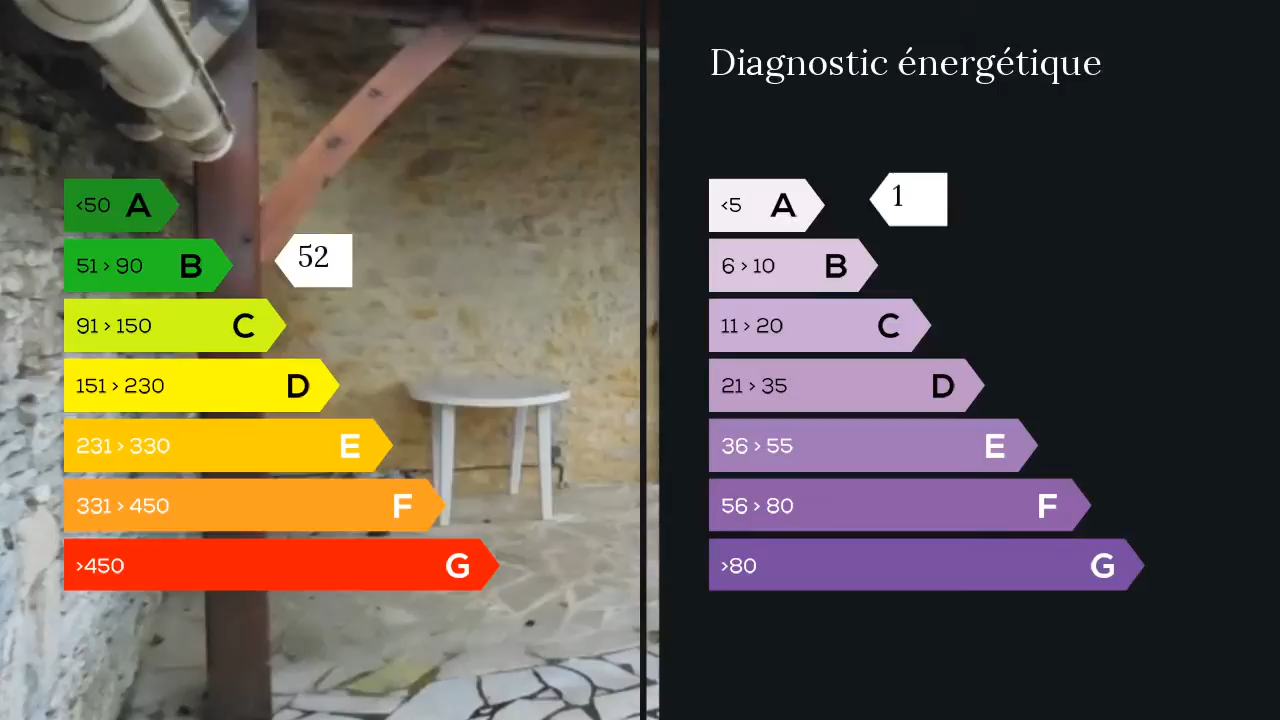 Diagnostic énergétique
<50 A
51 > 90 B
52
91 > 150 C
151 > 230 D
231 > 330 E
331 > 450 F
>450 G
<5 A
1
6 > 10 B
11 > 20 C
21 > 35 D
36 > 55 E
56 > 80 F
>80 G